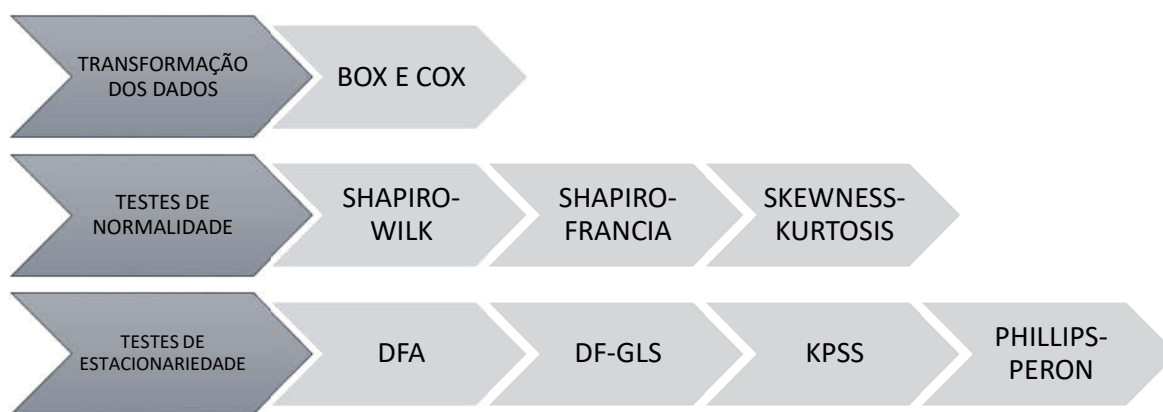 TRANSFORMAÇÃO
DOS DADOS
BOX E COX
TESTES DE
NORMALIDADE
SHAPIRO-
WILK
SHAPIRO-
FRANCIA
SKEWNESS-
KURTOSIS
TESTES DE
ESTACIONARIEDADE
DFA
DF-GLS
KPSS
PHILLIPS-
PERON